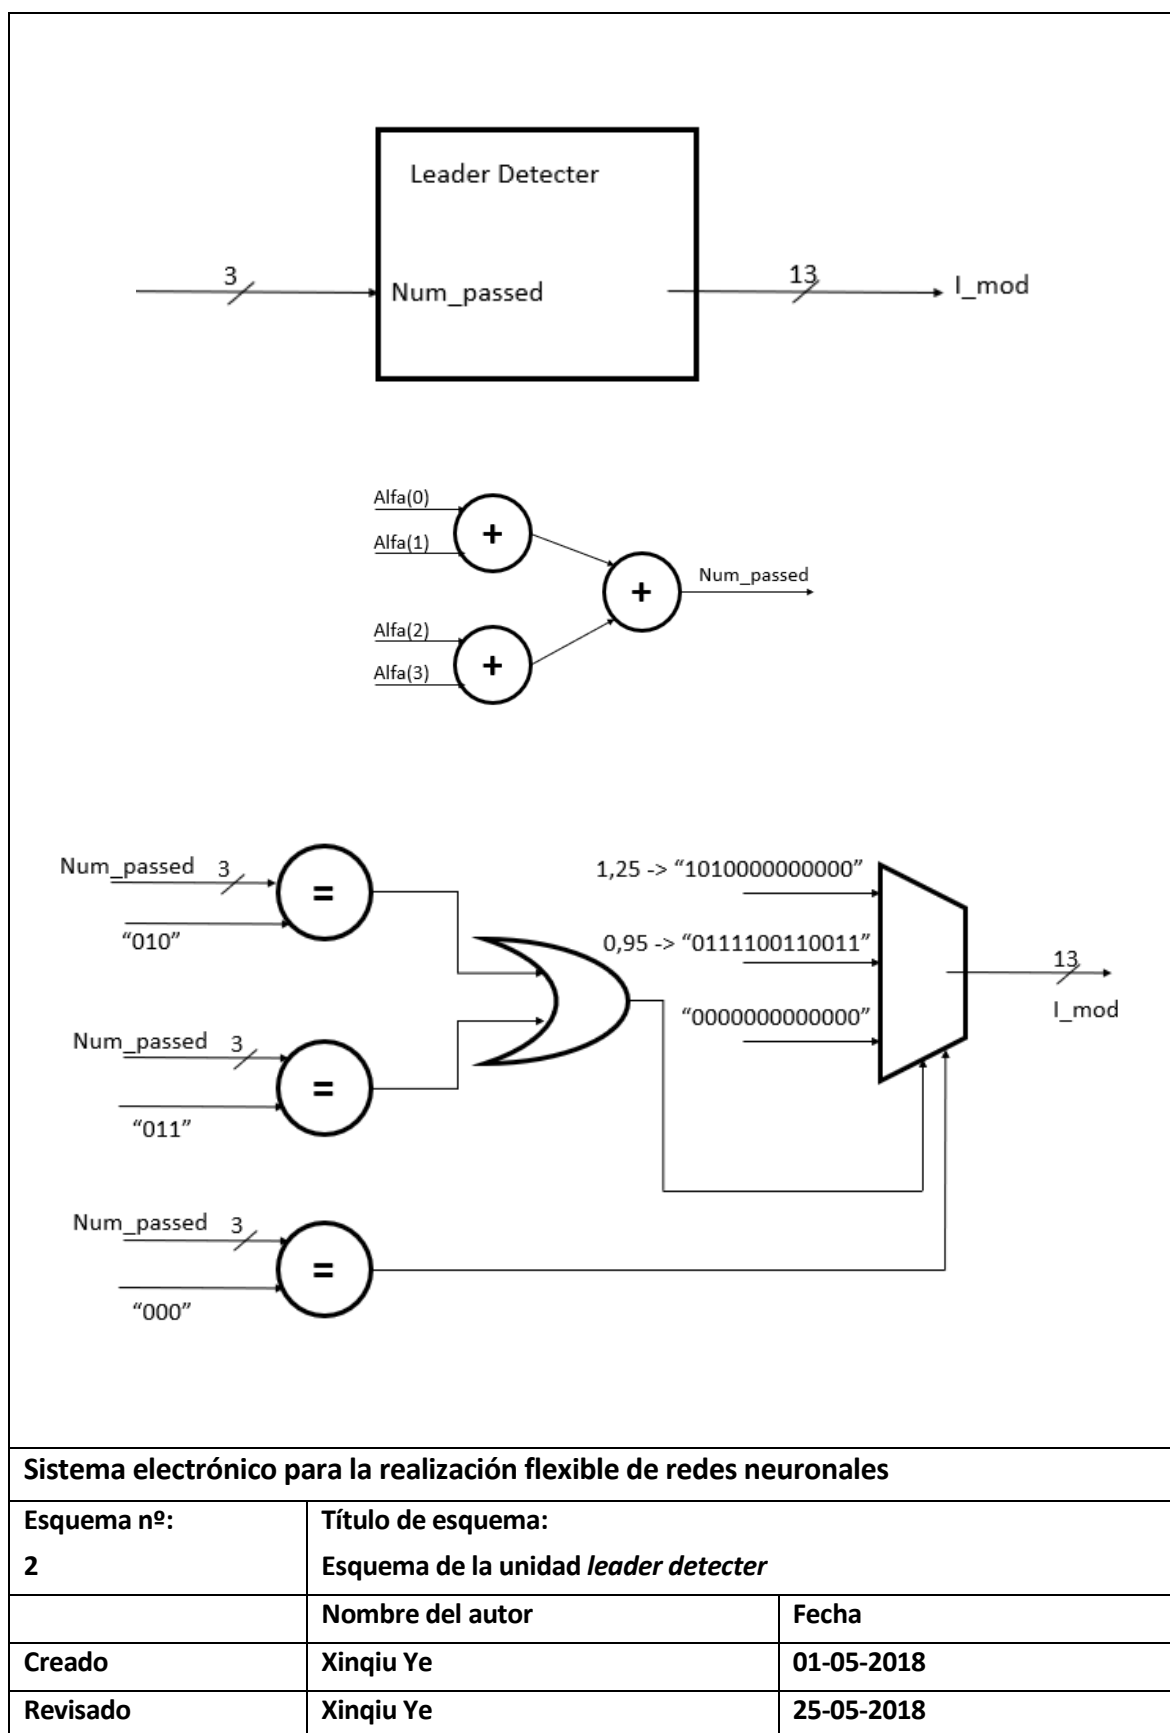 Leader Detecter
3
13
Num_passed
I_mod
Alfa(0)
+
Alfa(1)
Num_passed
+
Alfa(2)
+
Alfa(3)
Num_passed 3
=
"010"
1,25 -> "1010000000000"
0,95 -> "0111100110011"
"0000000000000"
13
I_mod
Num_passed 3
=
"011"
Num_passed 3
=
"000"
Sistema electrónico para la realización flexible de redes neuronales
Esquema nº:
Título de esquema:
2
Esquema de la unidad leader detecter
Nombre del autor
Fecha
Creado
Xinqiu Ye
01-05-2018
Revisado
Xinqiu Ye
25-05-2018